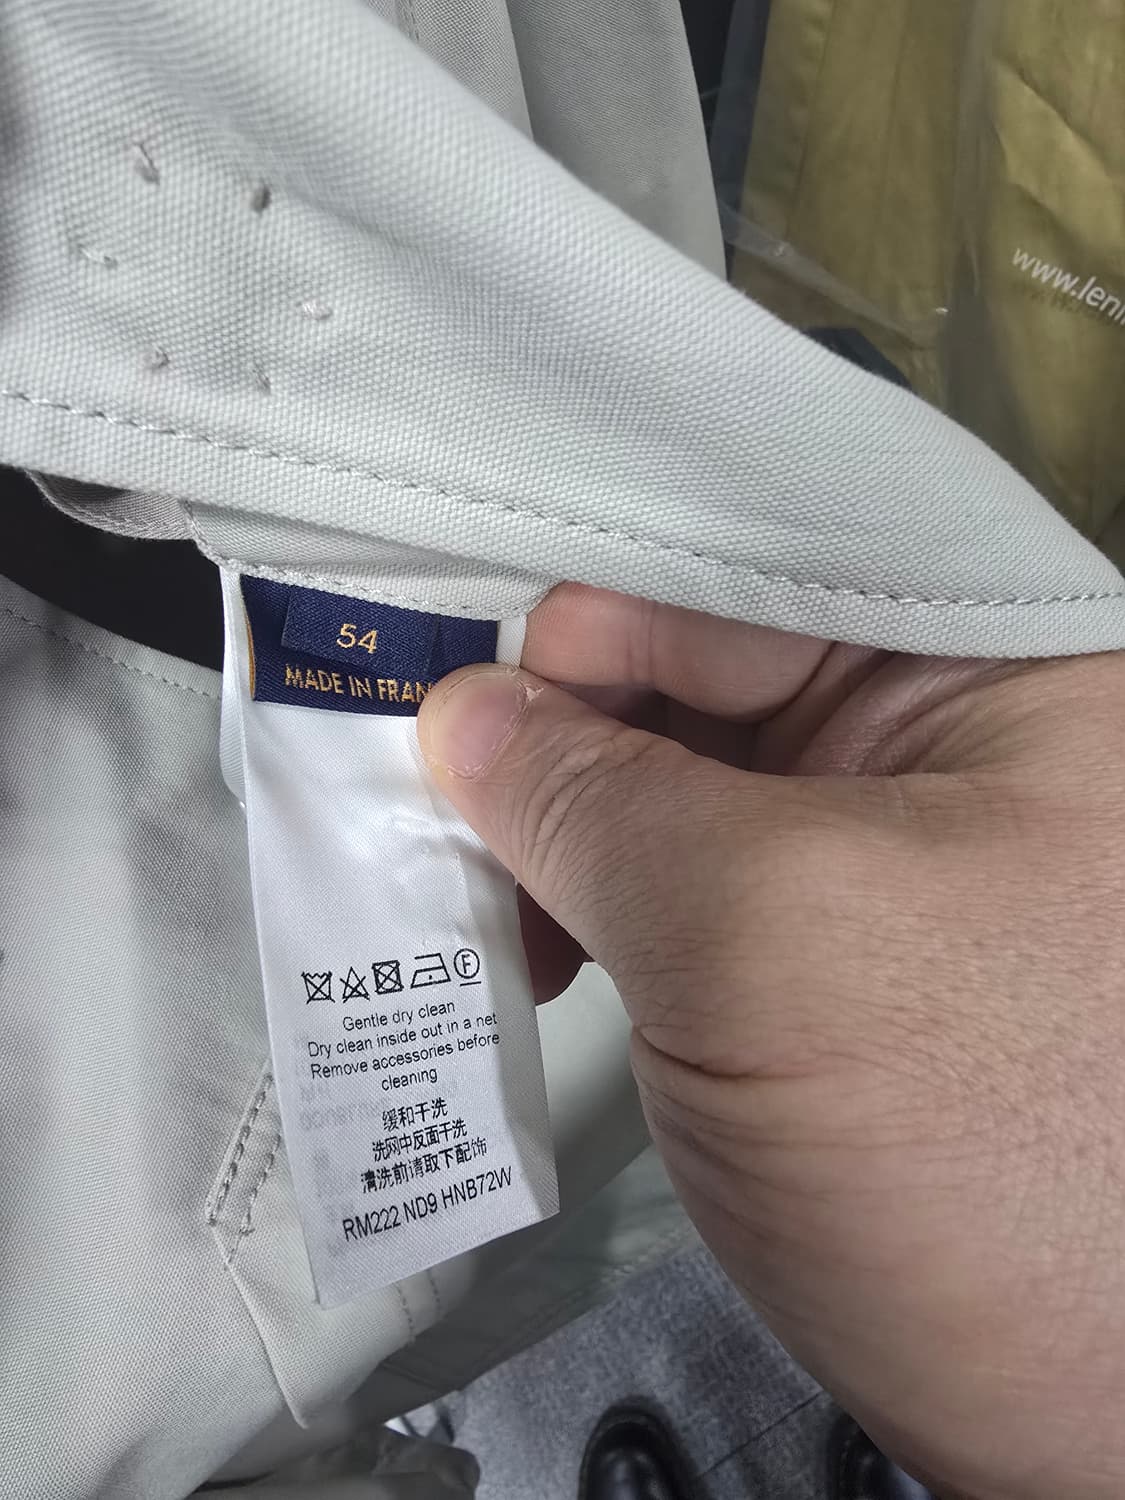 www.leni
54
MADE IN FRAN
F
Gentle dry clean
Dry clean inside out in a net
Remove accessories before
cleaning
缓和干洗
洗网中反面干洗
清洗前请取下配饰
RM222 ND9 HNB72W